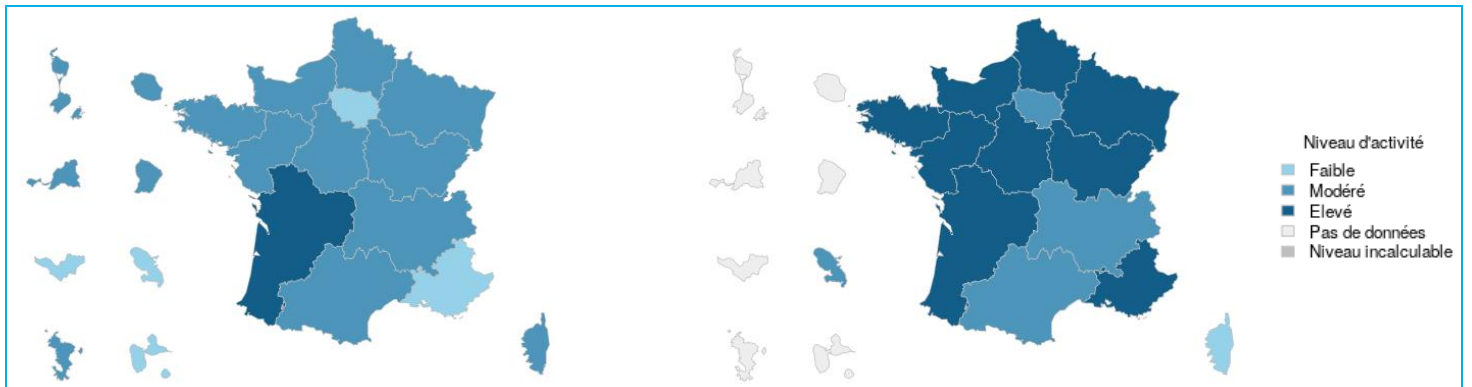 Niveau d'activité
Faible
Modéré
Elevé
Pas de données
Niveau incalculable